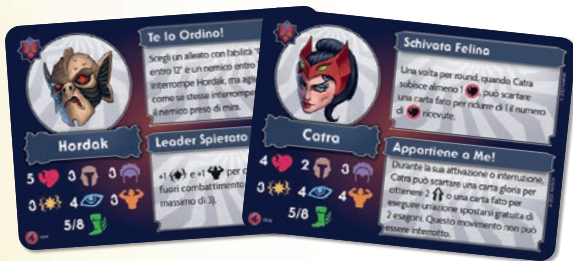 Te lo Ordino!
Scegli un alleato con l'abilità
entro 12" e un nemico entro
interrompe Hordak, ma agisc
come se stesse interrompe
il nemico preso di mira.
Hordak
Leader Spietato
5 3 3
+1 e +1 per
fuori combattimento
massimo di 3).
3 4 3
5/8
4
Schivata Felina
Una volta per round, quando Catra
subisce almeno 1 , può scartare
una carta fato per ridurre di 1 il numero
di ricevute.
Catra
Appartiene a Me!
4 2 3
Durante la sua attivazione o interruzione,
Catra può scartare una carta gloria per
ottenere 2 o una carta fato per
eseguire un'azione spostarsi gratuita di
2 esagoni. Questo movimento non può
essere interrotto.
3 4 4
5/8
4